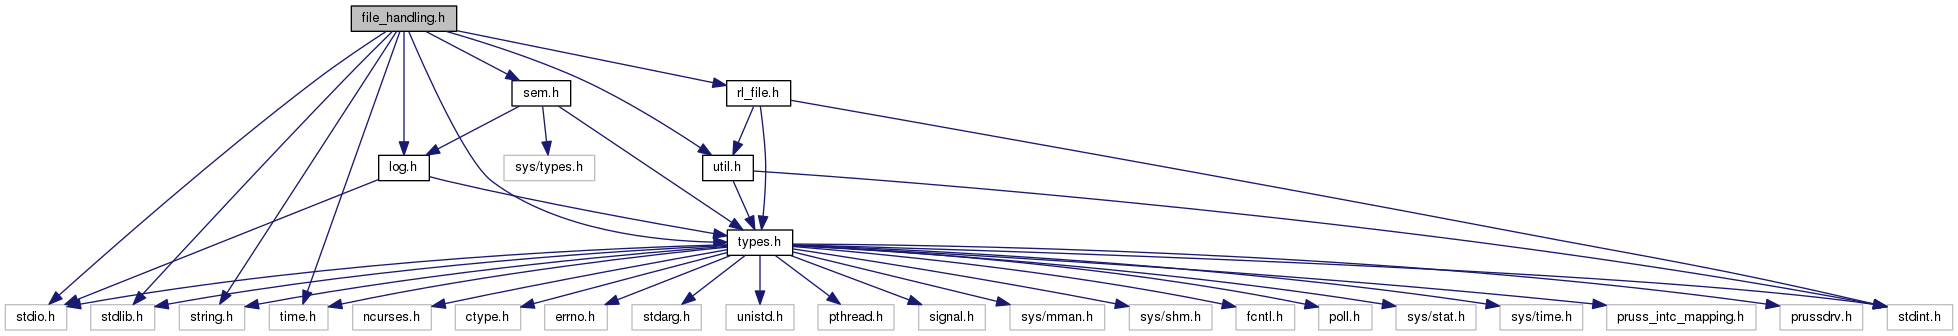 file_handling.h
sem.h
rl_file.h
log.h
sys/types.h
util.h
types.h
stdio.h
stdlib.h
string.h
time.h
ncurses.h
ctype.h
errno.h
stdarg.h
unistd.h
pthread.h
signal.h
sys/mman.h
sys/shm.h
fcntl.h
poll.h
sys/stat.h
sys/time.h
pruss_intc_mapping.h
prussdrv.h
stdint.h